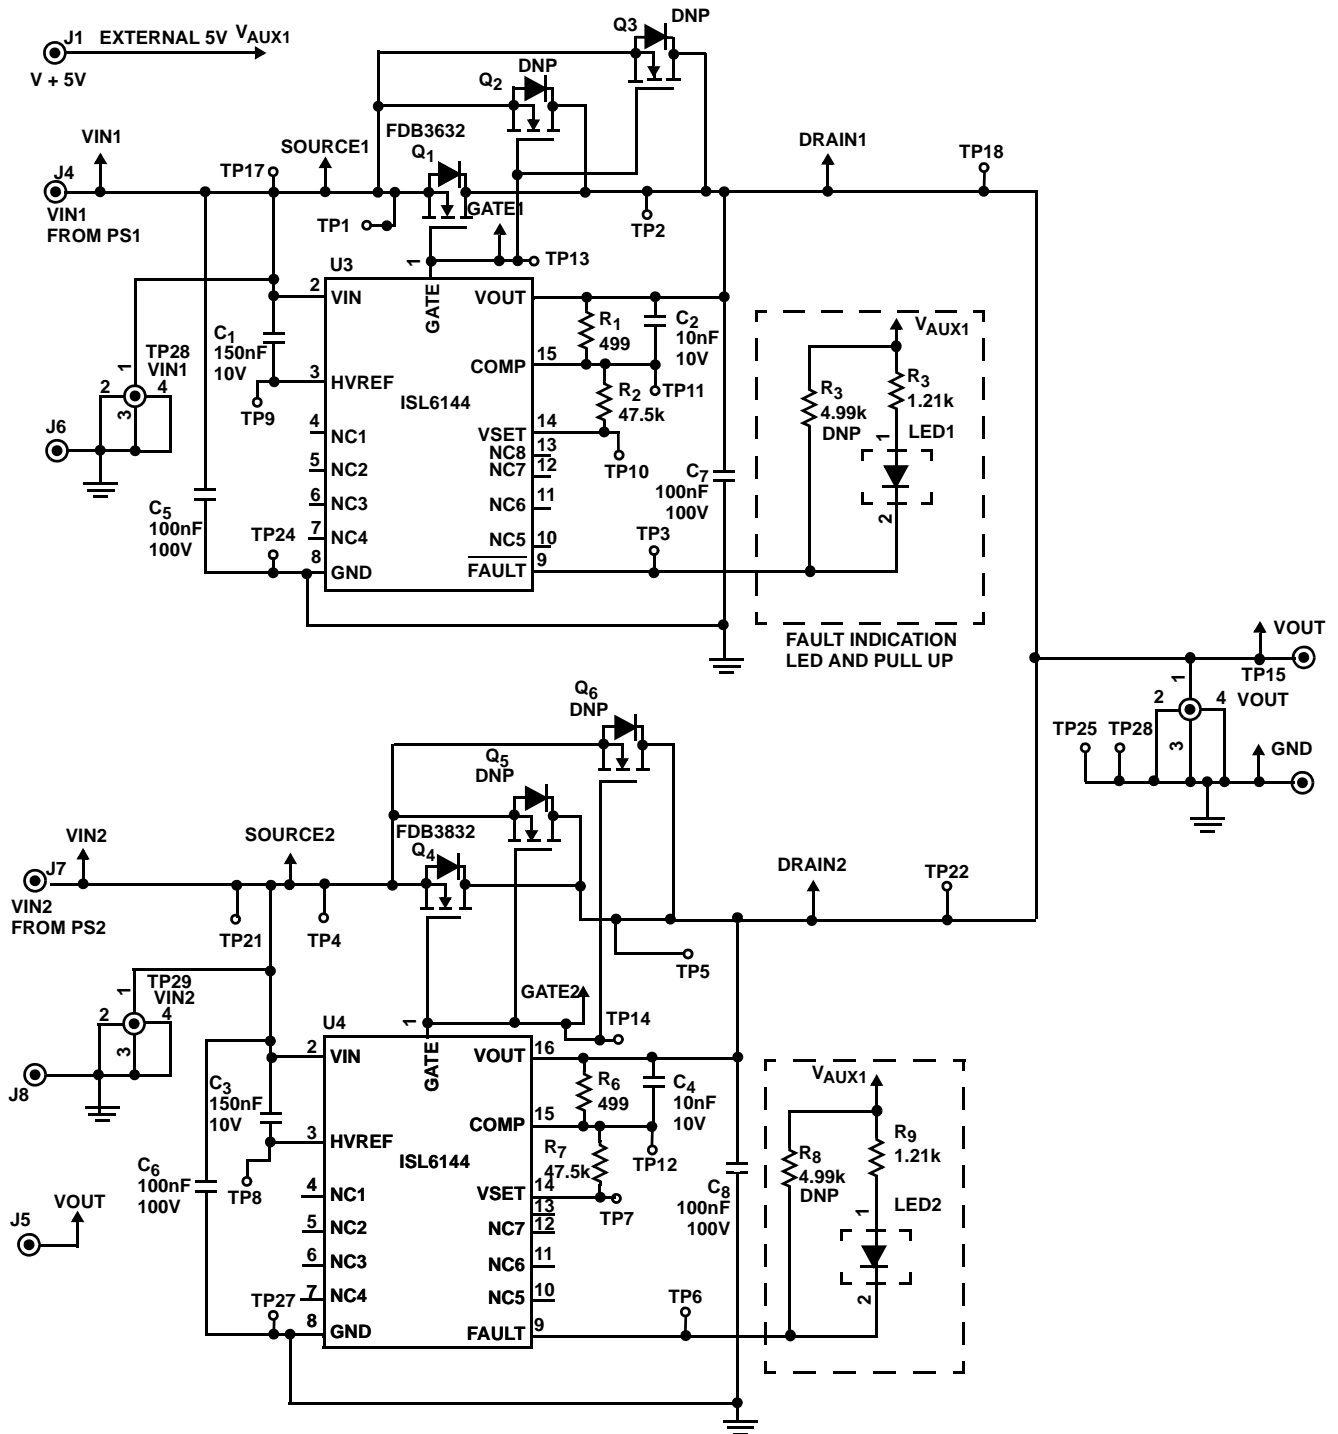 J1 EXTERNAL 5V VAUX1
V + 5V
Q3 DNP
Q2 DNP
FDB3632
Q1
VIN1
J4
VIN1
FROM PS1
TP17
SOURCE1
TP1
GATE1
TP13
TP2
DRAIN1
TP18
U3
1
GATE
2 VIN
VOUT
C1
150nF
10V
3 HVREF
TP9
ISL6144
4 NC1
5 NC2
6 NC3
7 NC4
8 GND
15 COMP
14 VSET
13 NC8
12 NC7
11 NC6
10 NC5
9 FAULT
R1
499
C2
10nF
10V
TP11
R2
47.5k
TP10
C7
100nF
100V
TP3
TP28
VIN1
1
2 4
3
J6
C5
100nF
100V
TP24
VAUX1
R3
4.99k
DNP
R3
1.21k
LED1
1
2
FAULT INDICATION
LED AND PULL UP
VOUT
TP15
VOUT
1
2 4
3
TP25 TP28
GND
Q6
DNP
Q5
DNP
FDB3832
Q4
VIN2
J7
VIN2
FROM PS2
SOURCE2
TP21
TP4
DRAIN2
TP22
TP5
GATE2
TP14
TP29
VIN2
1
2 4
3
J8
U4
1
GATE
2 VIN
C3
150nF
10V
3 HVREF
TP8
ISL6144
4 NC1
5 NC2
6 NC3
7 NC4
8 GND
16 VOUT
15 COMP
14 VSET
13
12 NC7
11 NC6
10 NC5
9 FAULT
R6
499
C4
10nF
10V
R7
47.5k
TP12
TP7
C8
100nF
100V
TP6
C6
100nF
100V
J5
VOUT
TP27
VAUX1
R8
4.99k
DNP
R9
1.21k
LED2
1
2